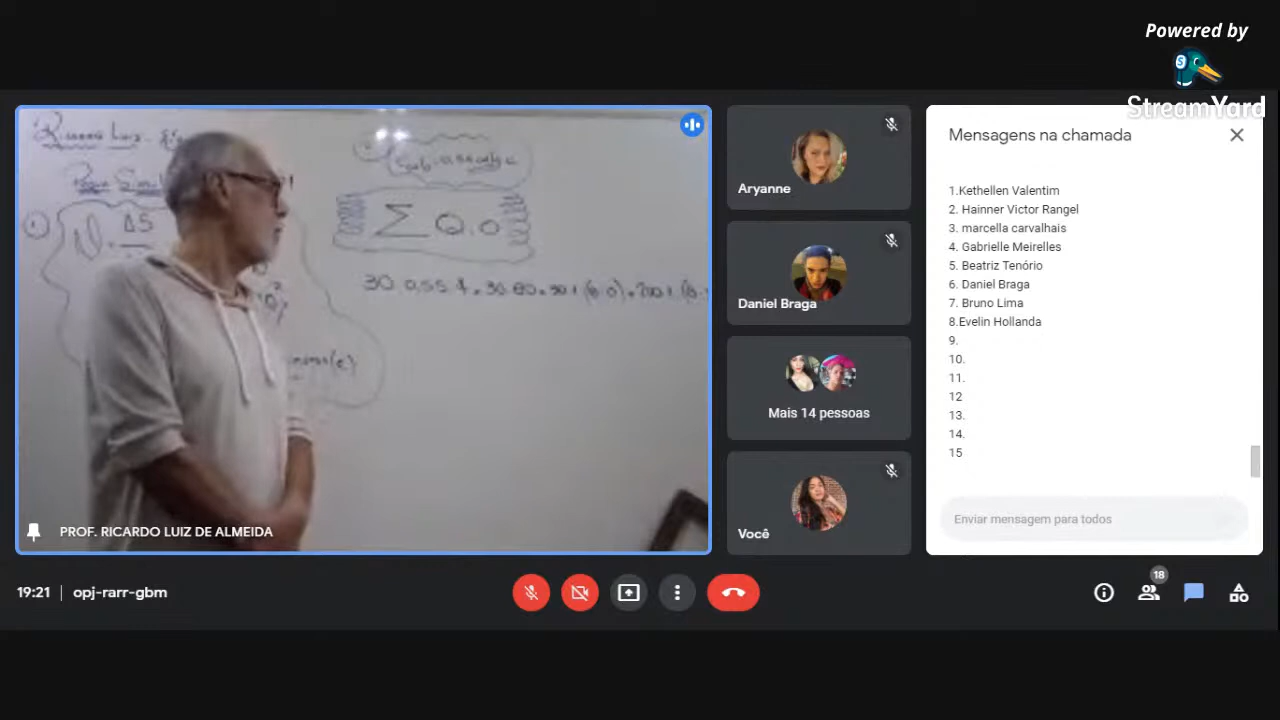 Powered by
StreamYard
Ricardo Luiz
ΔS
∑ Q.
Aryanne
Daniel Braga
Mais 14 pessoas
Você
PROF. RICARDO LUIZ DE ALMEIDA
Mensagens na chamada
1.Kethellen Valentim
2. Hainner Victor Rangel
3. marcella carvalhais
4. Gabrielle Meirelles
5. Beatriz Tenório
6. Daniel Braga
7. Bruno Lima
8.Evelin Hollanda
9.
10.
11.
12
13.
14.
15
Enviar mensagem para todos
19:21 | opj-rarr-gbm
18